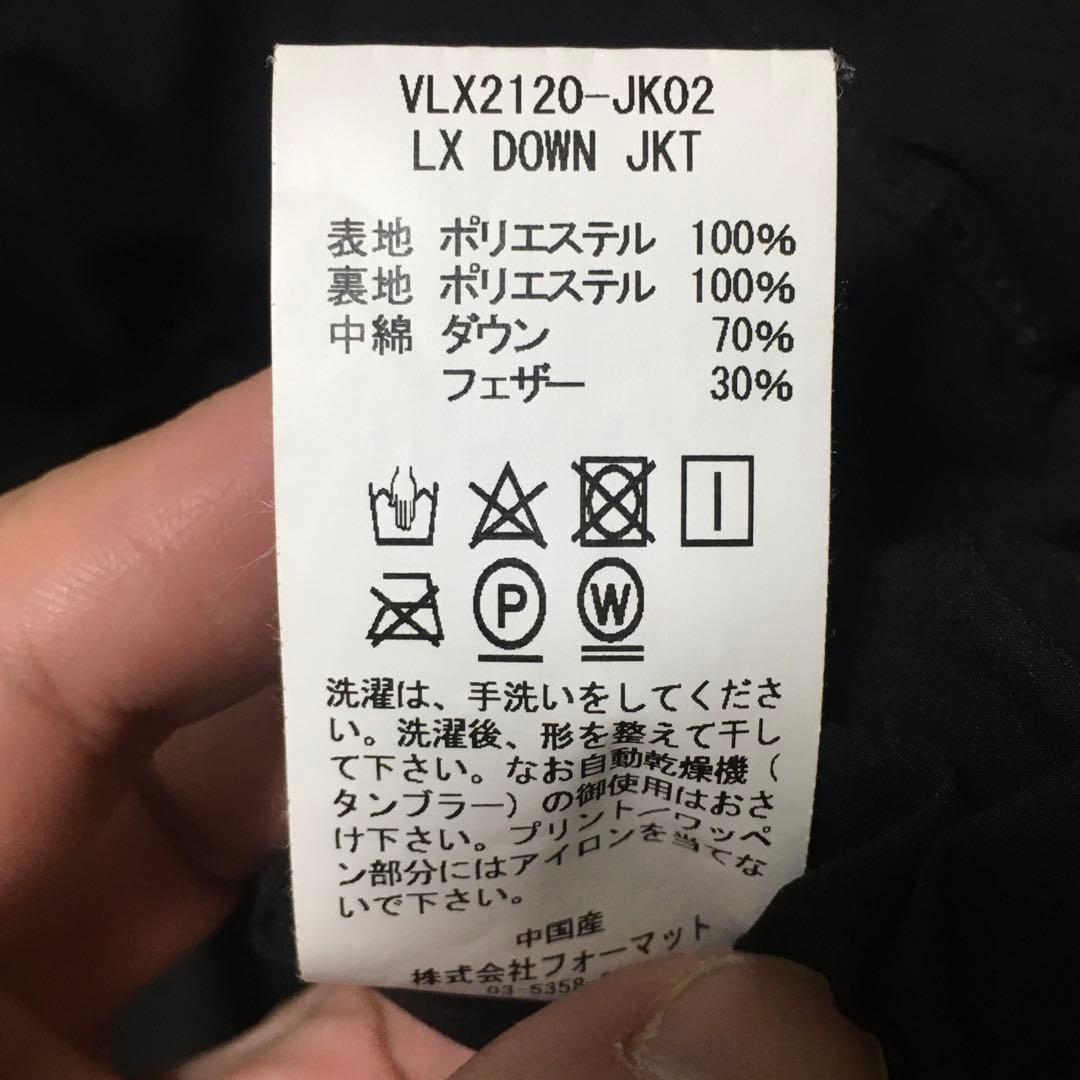 VLX2120-JK02
LX DOWN JKT
表地 ポリエステル 100%
裏地 ポリエステル 100%
中綿 ダウン 70%
フェザー 30%
P W
洗濯は、手洗いをしてくださ
い。洗濯後、形を整えて干し
て下さい。なお自動乾燥機（
タンブラー）の御使用はおさ
け下さい。プリント／ワッペ
ン部分にはアイロンを当てな
いで下さい。
中国産
株式会社フォーマット
03-5358-